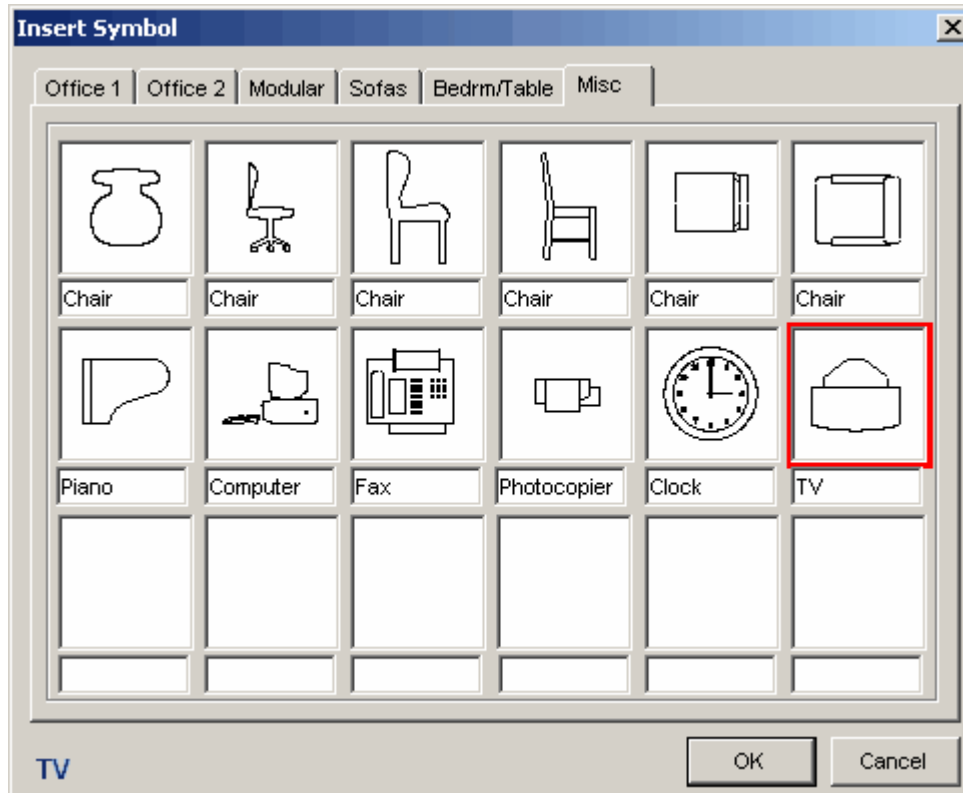 Insert Symbol
Office 1 Office 2 Modular Sofas Bedrm/Table Misc
Chair Chair Chair Chair Chair Chair
Piano Computer Fax Photocopier Clock TV
TV OK Cancel